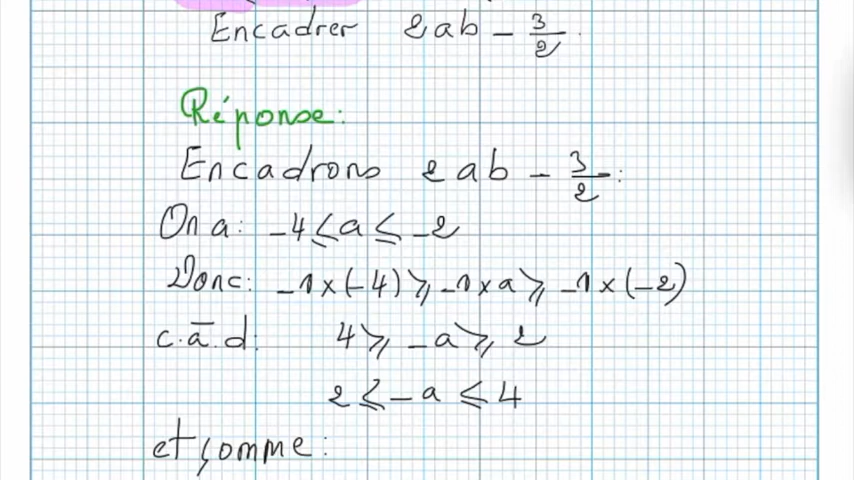 Encadrer 2ab - 3/2.
Réponse:
Encadrons 2ab - 3/2:
On a: -4 ⩽ a ⩽ -2
Donc: -1×(-4) ⩾ -1×a ⩾ -1×(-2)
c.ā.d: 4 ⩾ -a ⩾ 2
2 ⩽ -a ⩽ 4
et comme: